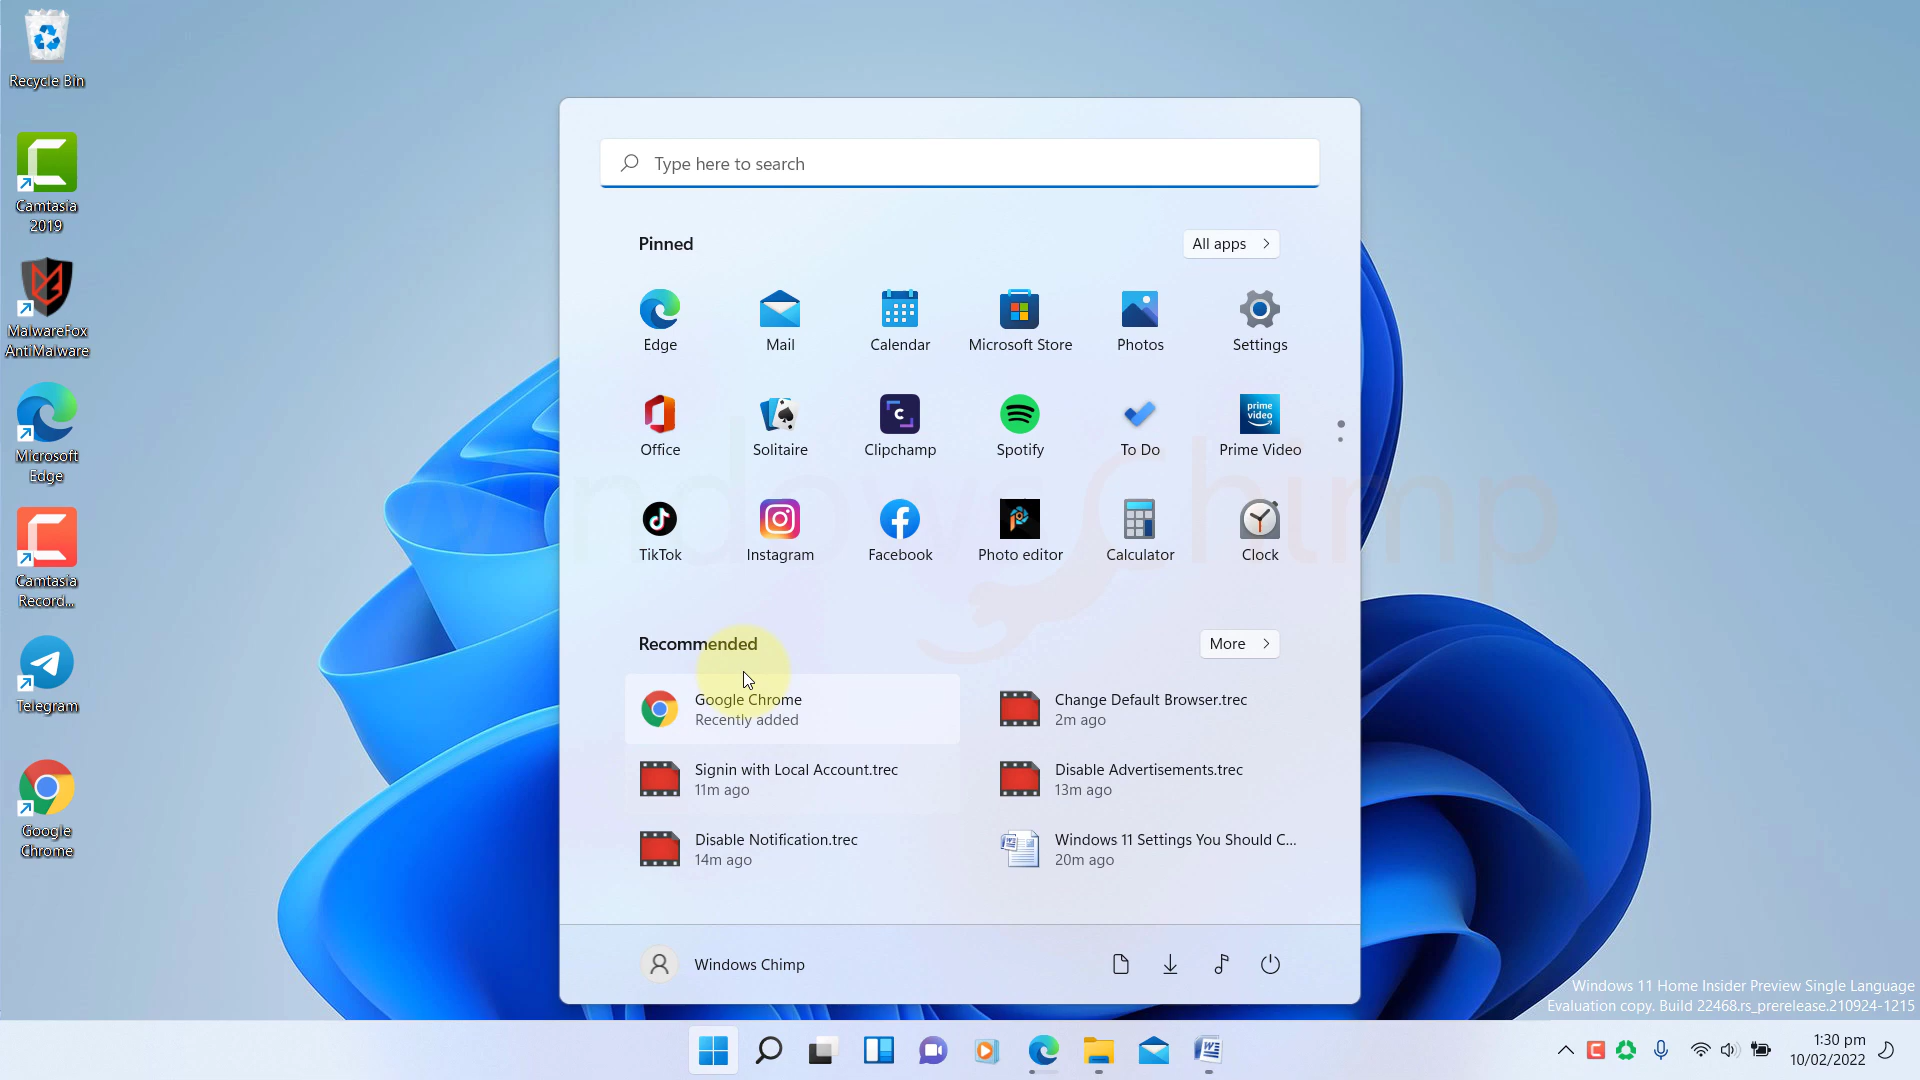 Recycle Bin
Camtasia
2019
MalwareFox
AntiMalware
Microsoft
Edge
Camtasia
Record...
Telegram
Google
Chrome
Type here to search
Pinned
All apps
Edge
Mail
Calendar
Microsoft Store
Photos
Settings
Office
Solitaire
Clipchamp
Spotify
To Do
prime
video
Prime Video
TikTok
Instagram
Facebook
Photo editor
Calculator
Clock
WindowsChimp
Recommended
More
Google Chrome
Recently added
Change Default Browser.trec
2m ago
Signin with Local Account.trec
11m ago
Disable Advertisements.trec
13m ago
Disable Notification.trec
14m ago
Windows 11 Settings You Should C...
20m ago
Windows Chimp
Windows 11 Home Insider Preview Single Language
Evaluation copy. Build 22468.rs_prerelease.210924-1215
1:30 pm
10/02/2022